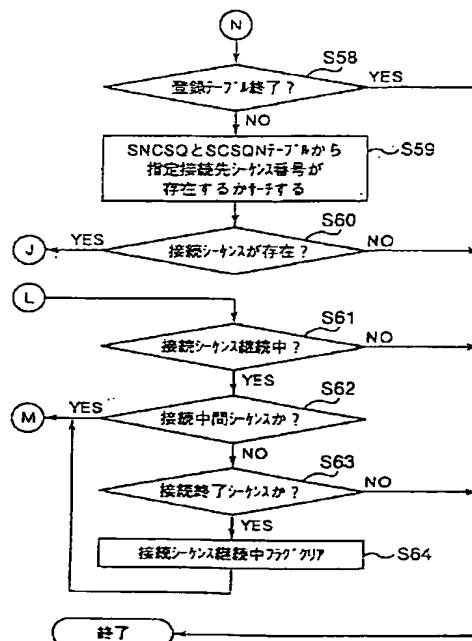 N
S58
登録テーブル終了?
YES
NO
SNCSQとSCSQNテーブルから
指定接続先シーケンス番号が
存在するかサーチする
S59
S60
J
YES
接続シーケンスが存在?
NO
L
S61
接続シーケンス継続中?
NO
YES
S62
M
YES
接続中間シーケンスか?
NO
S63
接続終了シーケンスか?
NO
YES
接続シーケンス継続中フラグクリア
S64
終了